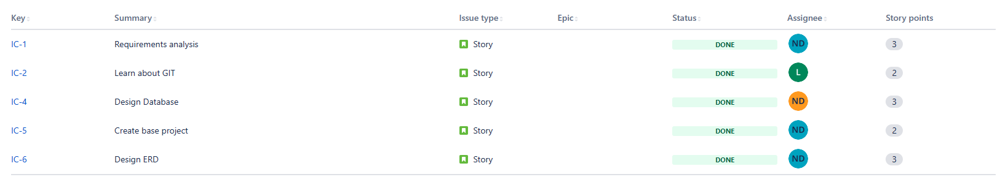 Key Summary Issue type Epic Status Assignee Story points
IC-1 Requirements analysis Story DONE ND 3
IC-2 Learn about GIT Story DONE L 2
IC-4 Design Database Story DONE ND 3
IC-5 Create base project Story DONE ND 2
IC-6 Design ERD Story DONE ND 3